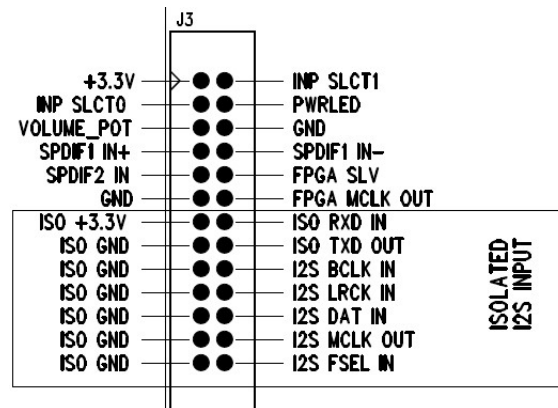 J3
+3.3V INP SLCT1
INP SLCT0 PWRLED
VOLUME_POT GND
SPDIF1 IN+ SPDIF1 IN-
SPDIF2 IN FPGA SLV
GND FPGA MCLK OUT
ISO +3.3V ISO RXD IN
ISO GND ISO TXD OUT
ISO GND I2S BCLK IN
ISO GND I2S LRCK IN
ISO GND I2S DAT IN
ISO GND I2S MCLK OUT
ISO GND I2S FSEL IN
ISOLATED
I2S INPUT